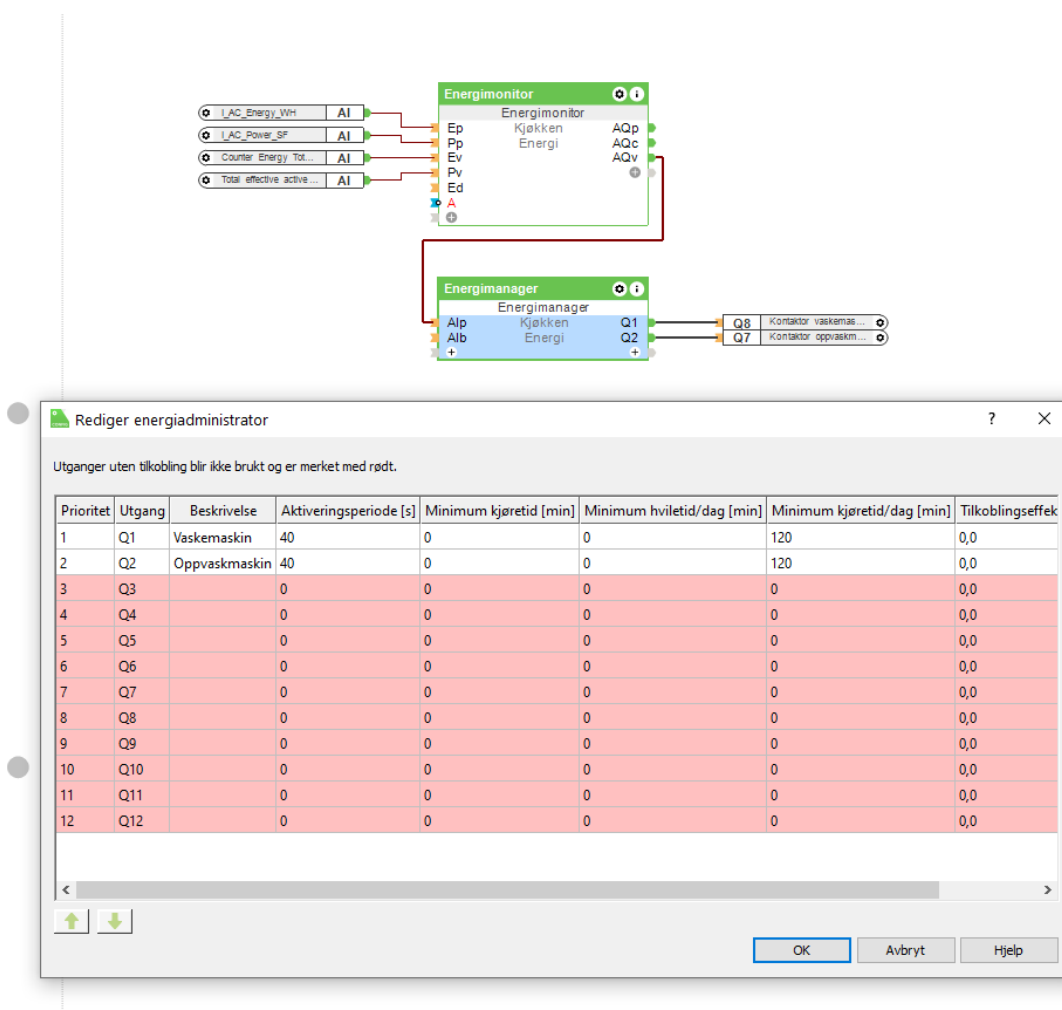 Energimonitor
Energimonitor
I_AC_Energy_WH AI
I_AC_Power_SF AI
Counter Energy Tot... AI
Total effective active ... AI
Ep Kjøkken AQp
Pp Energi AQc
Ev AQv
Pv
Ed
A
Energimanager
Energimanager
AIp Kjøkken Q1
AIb Energi Q2
Q8 Kontaktor vaskemas...
Q7 Kontaktor oppvaskm...
Rediger energiadministrator ?
Utganger uten tilkobling blir ikke brukt og er merket med rødt.
Prioritet Utgang Beskrivelse Aktiveringsperiode [s] Minimum kjøretid [min] Minimum hviletid/dag [min] Minimum kjøretid/dag [min] Tilkoblingseffek
1 Q1 Vaskemaskin 40 0 0 120 0,0
2 Q2 Oppvaskmaskin 40 0 0 120 0,0
3 Q3 0 0 0 0 0,0
4 Q4 0 0 0 0 0,0
5 Q5 0 0 0 0 0,0
6 Q6 0 0 0 0 0,0
7 Q7 0 0 0 0 0,0
8 Q8 0 0 0 0 0,0
9 Q9 0 0 0 0 0,0
10 Q10 0 0 0 0 0,0
11 Q11 0 0 0 0 0,0
12 Q12 0 0 0 0 0,0
OK Avbryt Hjelp